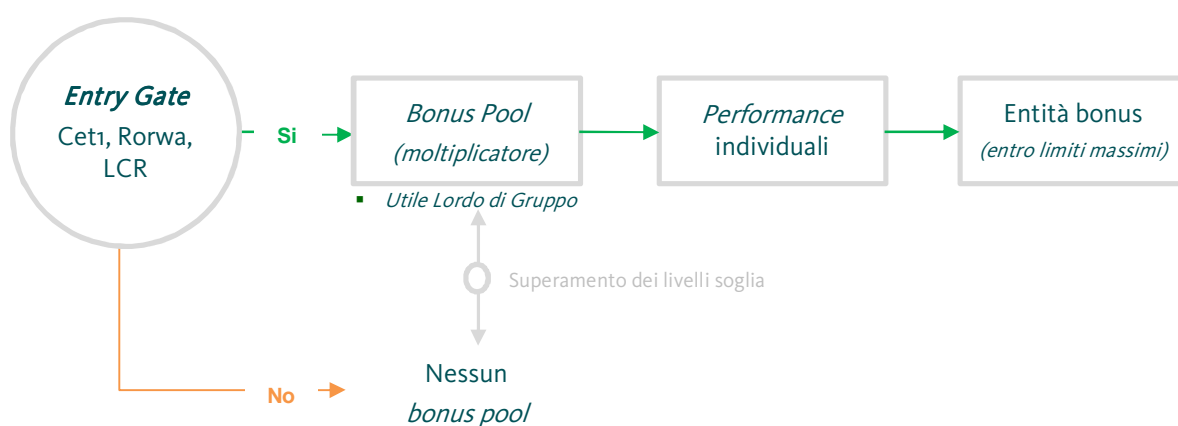 Entry Gate
Cet1, Rorwa,
LCR
Si
Bonus Pool
(moltiplicatore)
Performance
individuali
Entità bonus
(entro limiti massimi)
▪ Utile Lordo di Gruppo
Superamento dei livelli soglia
No
Nessun
bonus pool